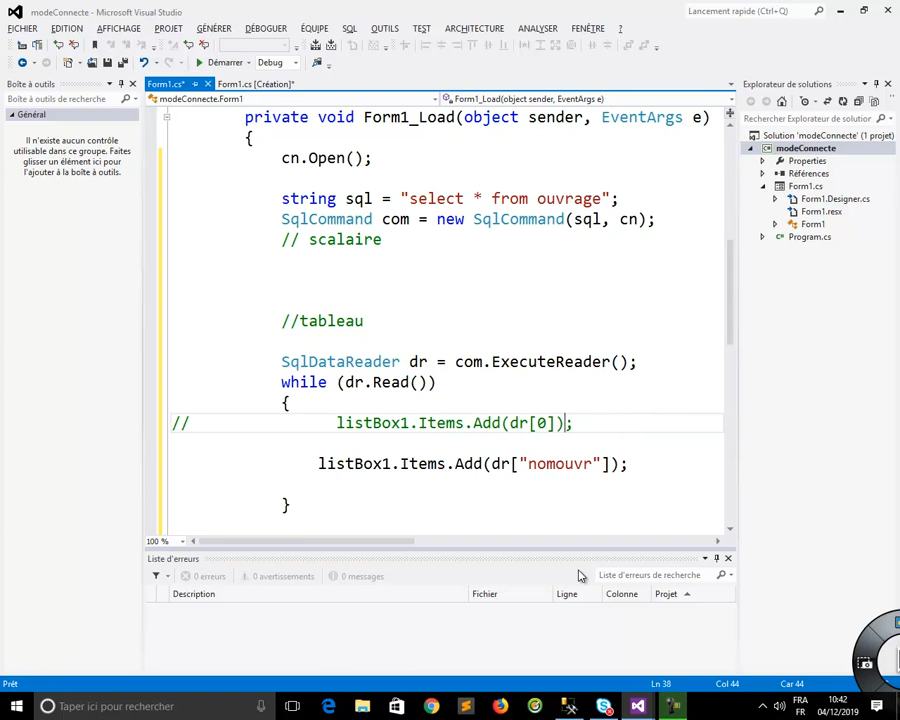 modeConnecte - Microsoft Visual Studio
Lancement rapide (Ctrl+Q)
FICHIER EDITION AFFICHAGE PROJET GÉNÉRER DÉBOGUER ÉQUIPE SQL OUTILS TEST ARCHITECTURE ANALYSER FENÊTRE ?
Démarrer Debug
Boîte à outils
Boîte à outils de recherche
Général
Il n'existe aucun contrôle
utilisable dans ce groupe. Faites
glisser un élément ici pour
l'ajouter à la boîte à outils.
Form1.cs* Form1.cs [Création]*
modeConnecte.Form1 Form1_Load(object sender, EventArgs e)
private void Form1_Load(object sender, EventArgs e)
{
cn.Open();
string sql = "select * from ouvrage";
SqlCommand com = new SqlCommand(sql, cn);
// scalaire
//tableau
SqlDataReader dr = com.ExecuteReader();
while (dr.Read())
{
// listBox1.Items.Add(dr[0]);
listBox1.Items.Add(dr["nomouvr"]);
}
100 %
Explorateur de solutions
Rechercher Explorateur de solution
Solution 'modeConnecte' (1 projet)
modeConnecte
Properties
Références
Form1.cs
Form1.Designer.cs
Form1.resx
Form1
Program.cs
Liste d'erreurs
0 erreurs 0 avertissements 0 messages
Liste d'erreurs de recherche
Description Fichier Ligne Colonne Projet
Prêt Ln 38 Col 44 Car 44
Taper ici pour rechercher
FRA
FR
10:42
04/12/2019